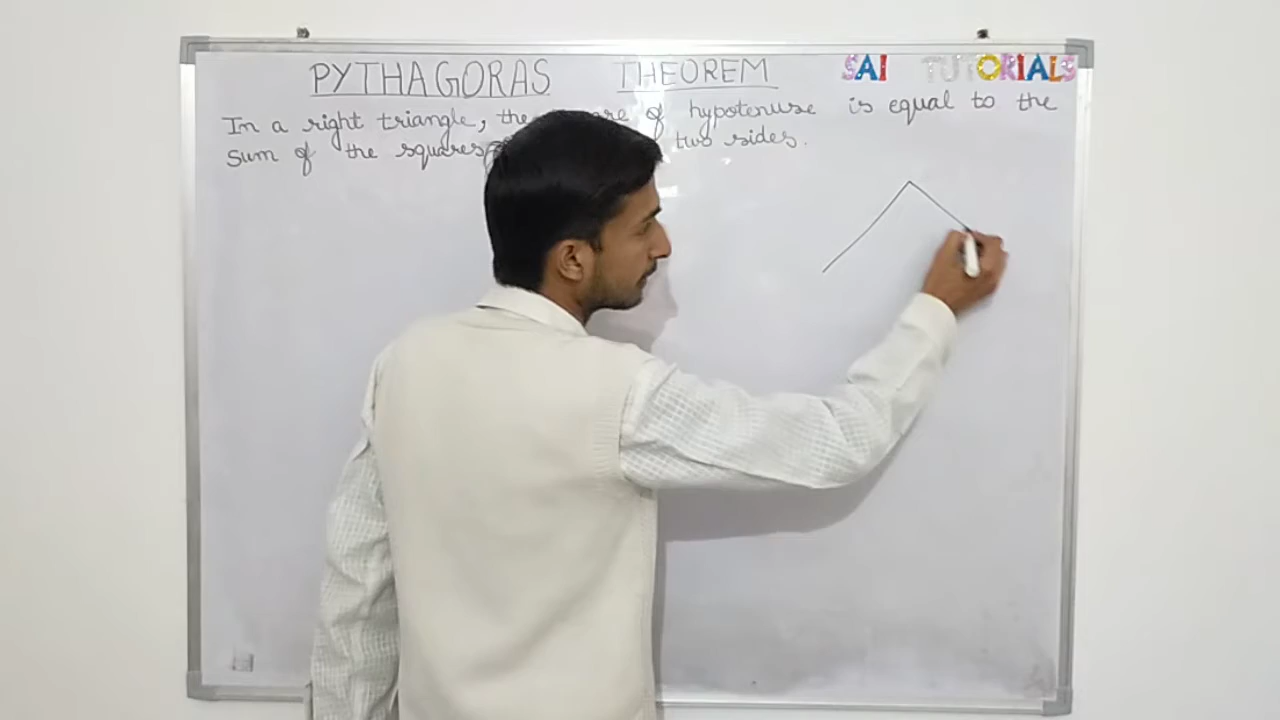 PYTHAGORAS THEOREM
SAI TUTORIALS
In a right triangle, the of hypotenuse is equal to the
sum of the squares two sides.